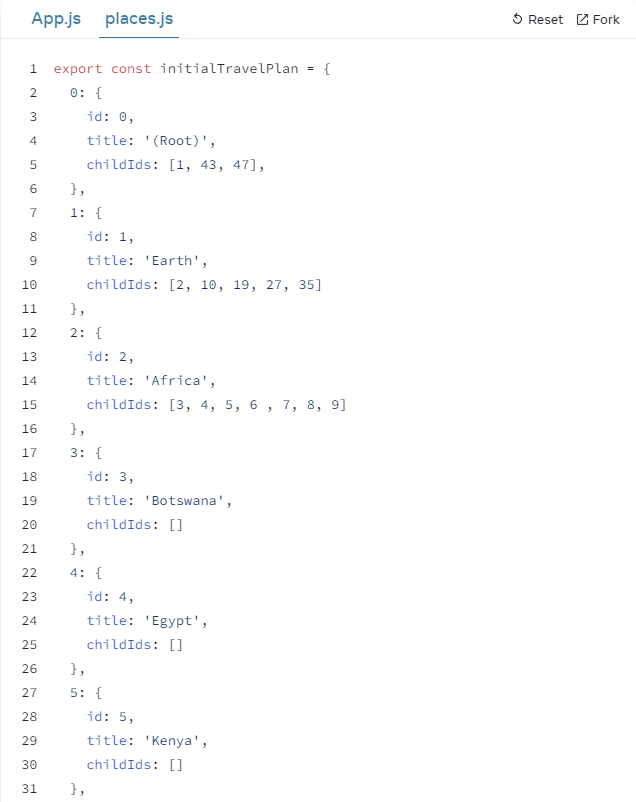 App.js places.js Reset Fork
1 export const initialTravelPlan = {
2   0: {
3     id: 0,
4     title: '(Root)',
5     childIds: [1, 43, 47],
6   },
7   1: {
8     id: 1,
9     title: 'Earth',
10     childIds: [2, 10, 19, 27, 35]
11   },
12   2: {
13     id: 2,
14     title: 'Africa',
15     childIds: [3, 4, 5, 6 , 7, 8, 9]
16   },
17   3: {
18     id: 3,
19     title: 'Botswana',
20     childIds: []
21   },
22   4: {
23     id: 4,
24     title: 'Egypt',
25     childIds: []
26   },
27   5: {
28     id: 5,
29     title: 'Kenya',
30     childIds: []
31   },